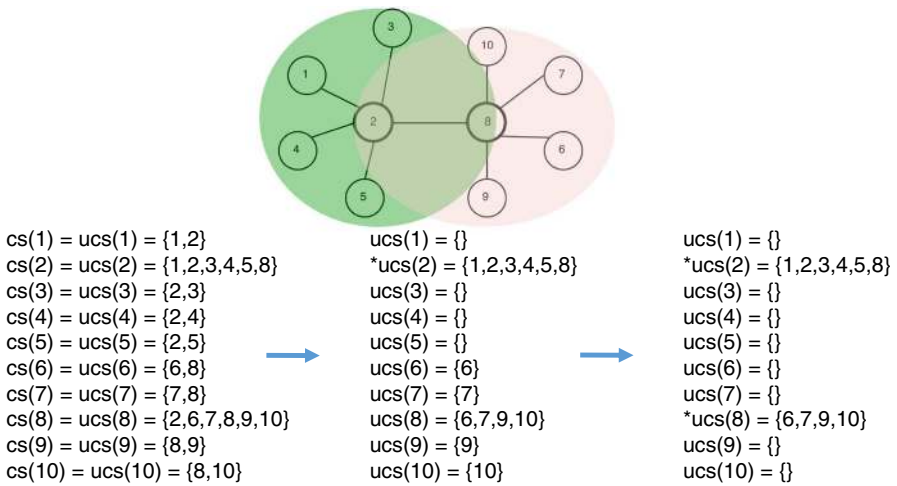 3
10
1
7
2
8
4
6
5
9
cs(1) = ucs(1) = {1,2}
cs(2) = ucs(2) = {1,2,3,4,5,8}
cs(3) = ucs(3) = {2,3}
cs(4) = ucs(4) = {2,4}
cs(5) = ucs(5) = {2,5}
cs(6) = ucs(6) = {6,8}
cs(7) = ucs(7) = {7,8}
cs(8) = ucs(8) = {2,6,7,8,9,10}
cs(9) = ucs(9) = {8,9}
cs(10) = ucs(10) = {8,10}
ucs(1) = {}
*ucs(2) = {1,2,3,4,5,8}
ucs(3) = {}
ucs(4) = {}
ucs(5) = {}
ucs(6) = {6}
ucs(7) = {7}
ucs(8) = {6,7,9,10}
ucs(9) = {9}
ucs(10) = {10}
ucs(1) = {}
*ucs(2) = {1,2,3,4,5,8}
ucs(3) = {}
ucs(4) = {}
ucs(5) = {}
ucs(6) = {}
ucs(7) = {}
*ucs(8) = {6,7,9,10}
ucs(9) = {}
ucs(10) = {}